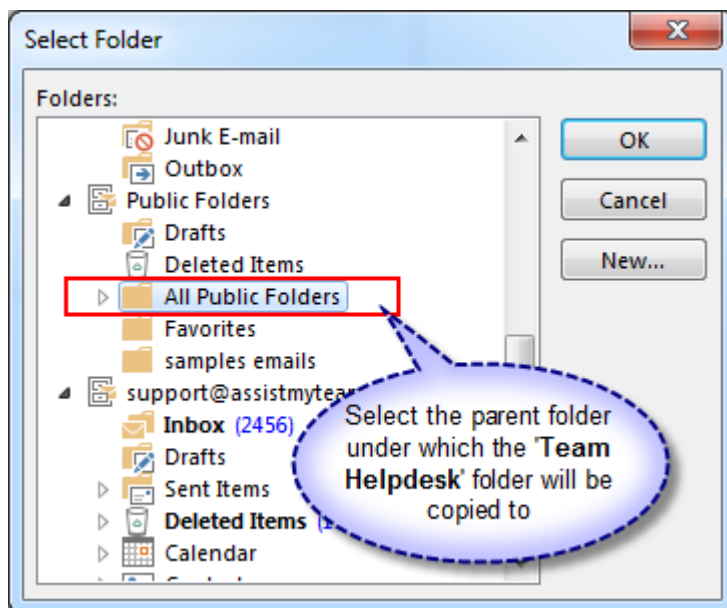 Select Folder
Folders:
Junk E-mail
Outbox
Public Folders
Drafts
Deleted Items
All Public Folders
Favorites
samples emails
support@assistmytea
Inbox (2456)
Drafts
Sent Items
Deleted Items
Calendar
OK
Cancel
New...
Select the parent folder
under which the 'Team
Helpdesk' folder will be
copied to